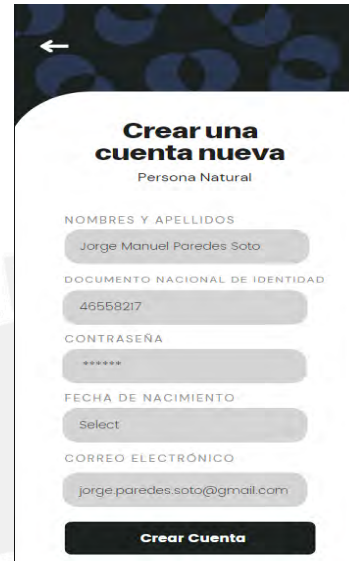 Crear una
cuenta nueva
Persona Natural
NOMBRES Y APELLIDOS
Jorge Manuel Paredes Soto
DOCUMENTO NACIONAL DE IDENTIDAD
46558217
CONTRASEÑA
******
FECHA DE NACIMIENTO
Select
CORREO ELECTRÓNICO
jorge.paredes.soto@gmail.com
Crear Cuenta